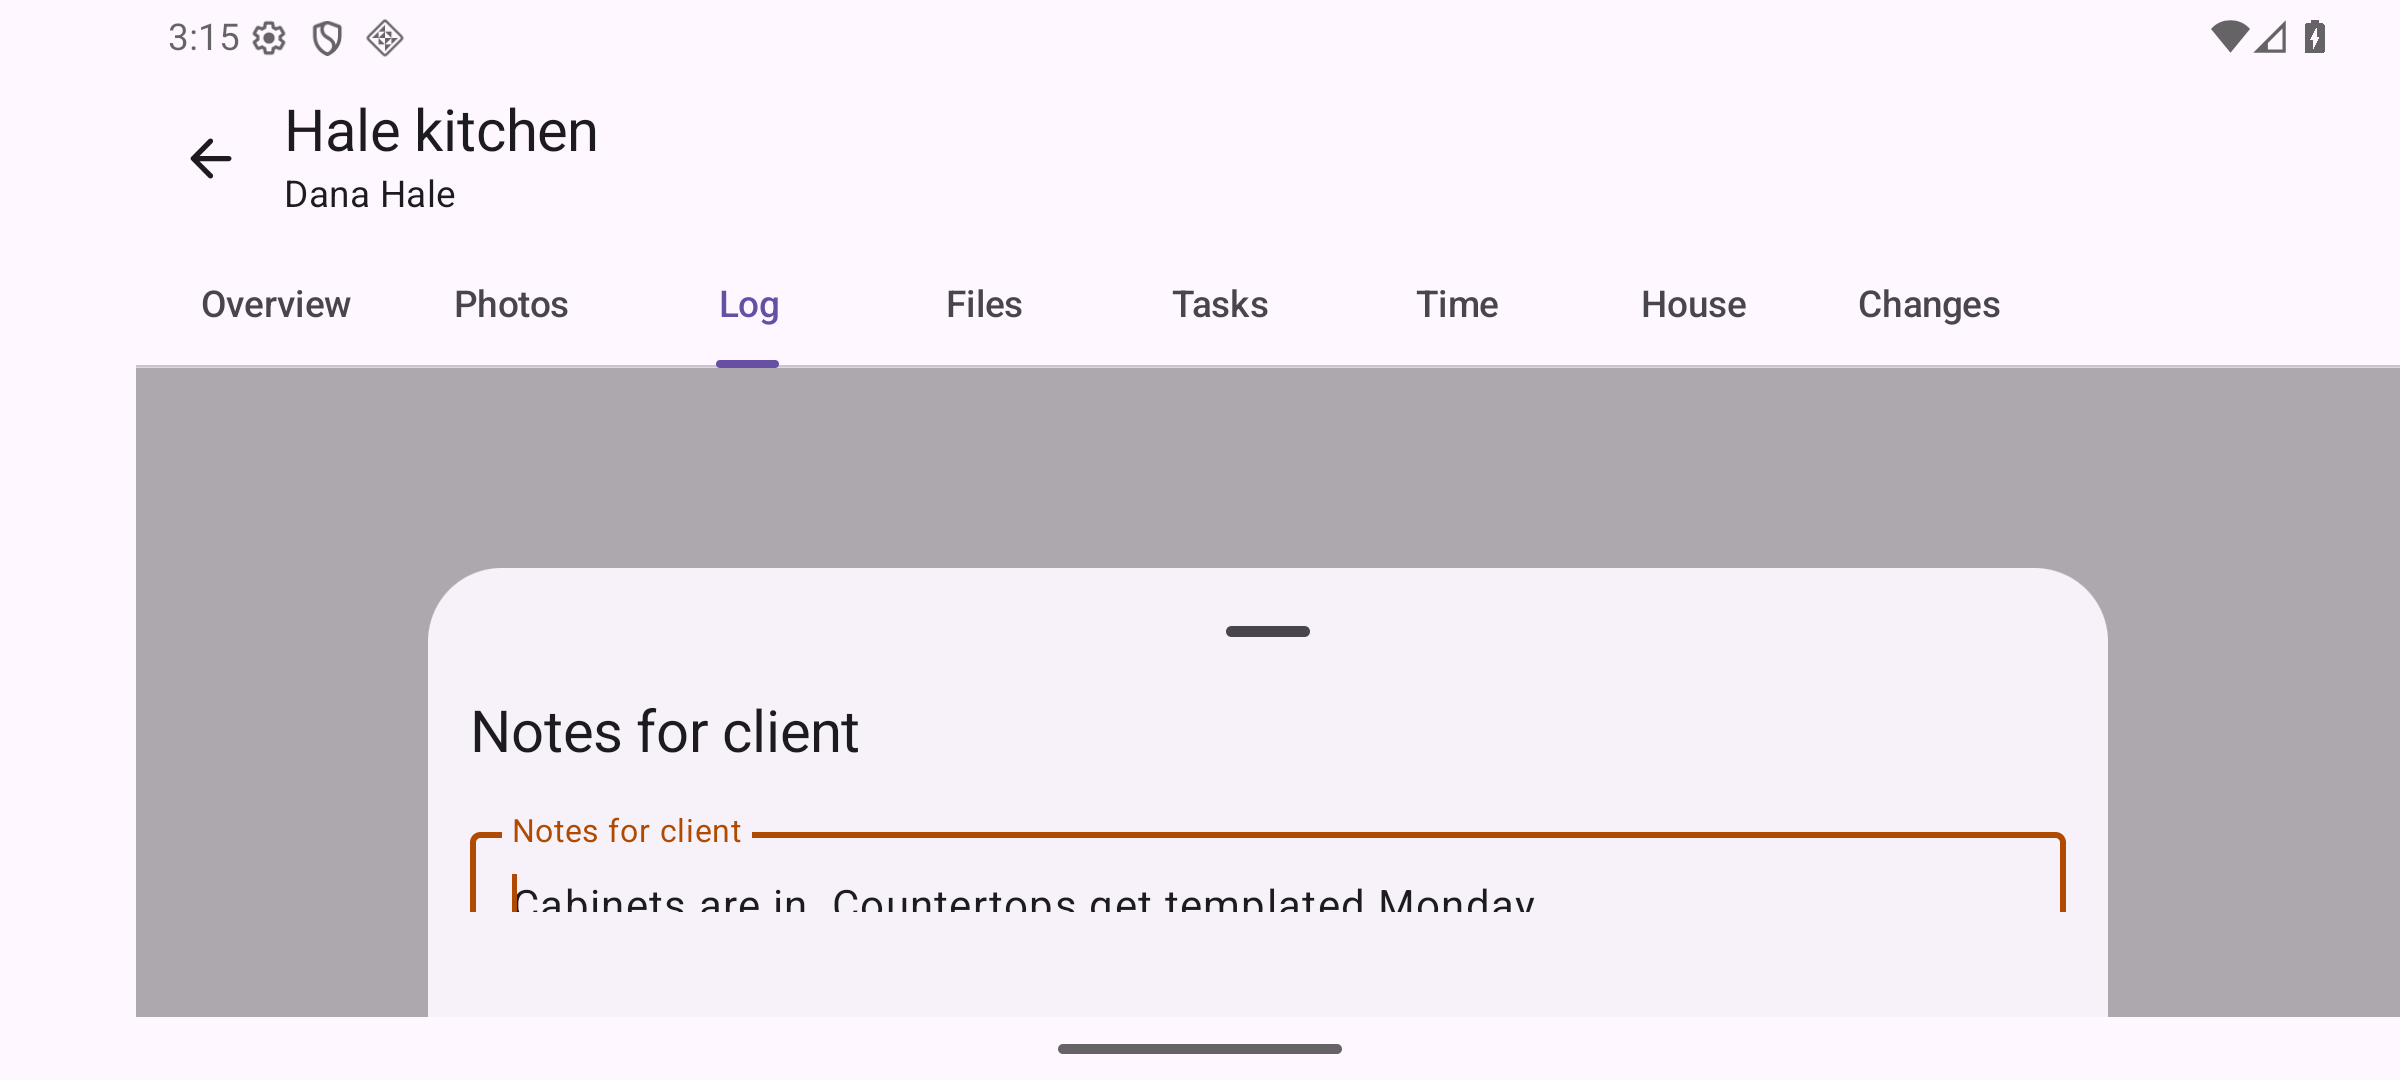 3:15
Hale kitchen
Dana Hale
Overview Photos Log Files Tasks Time House Changes
Notes for client
Notes for client
Cabinets are in. Countertops get templated Monday